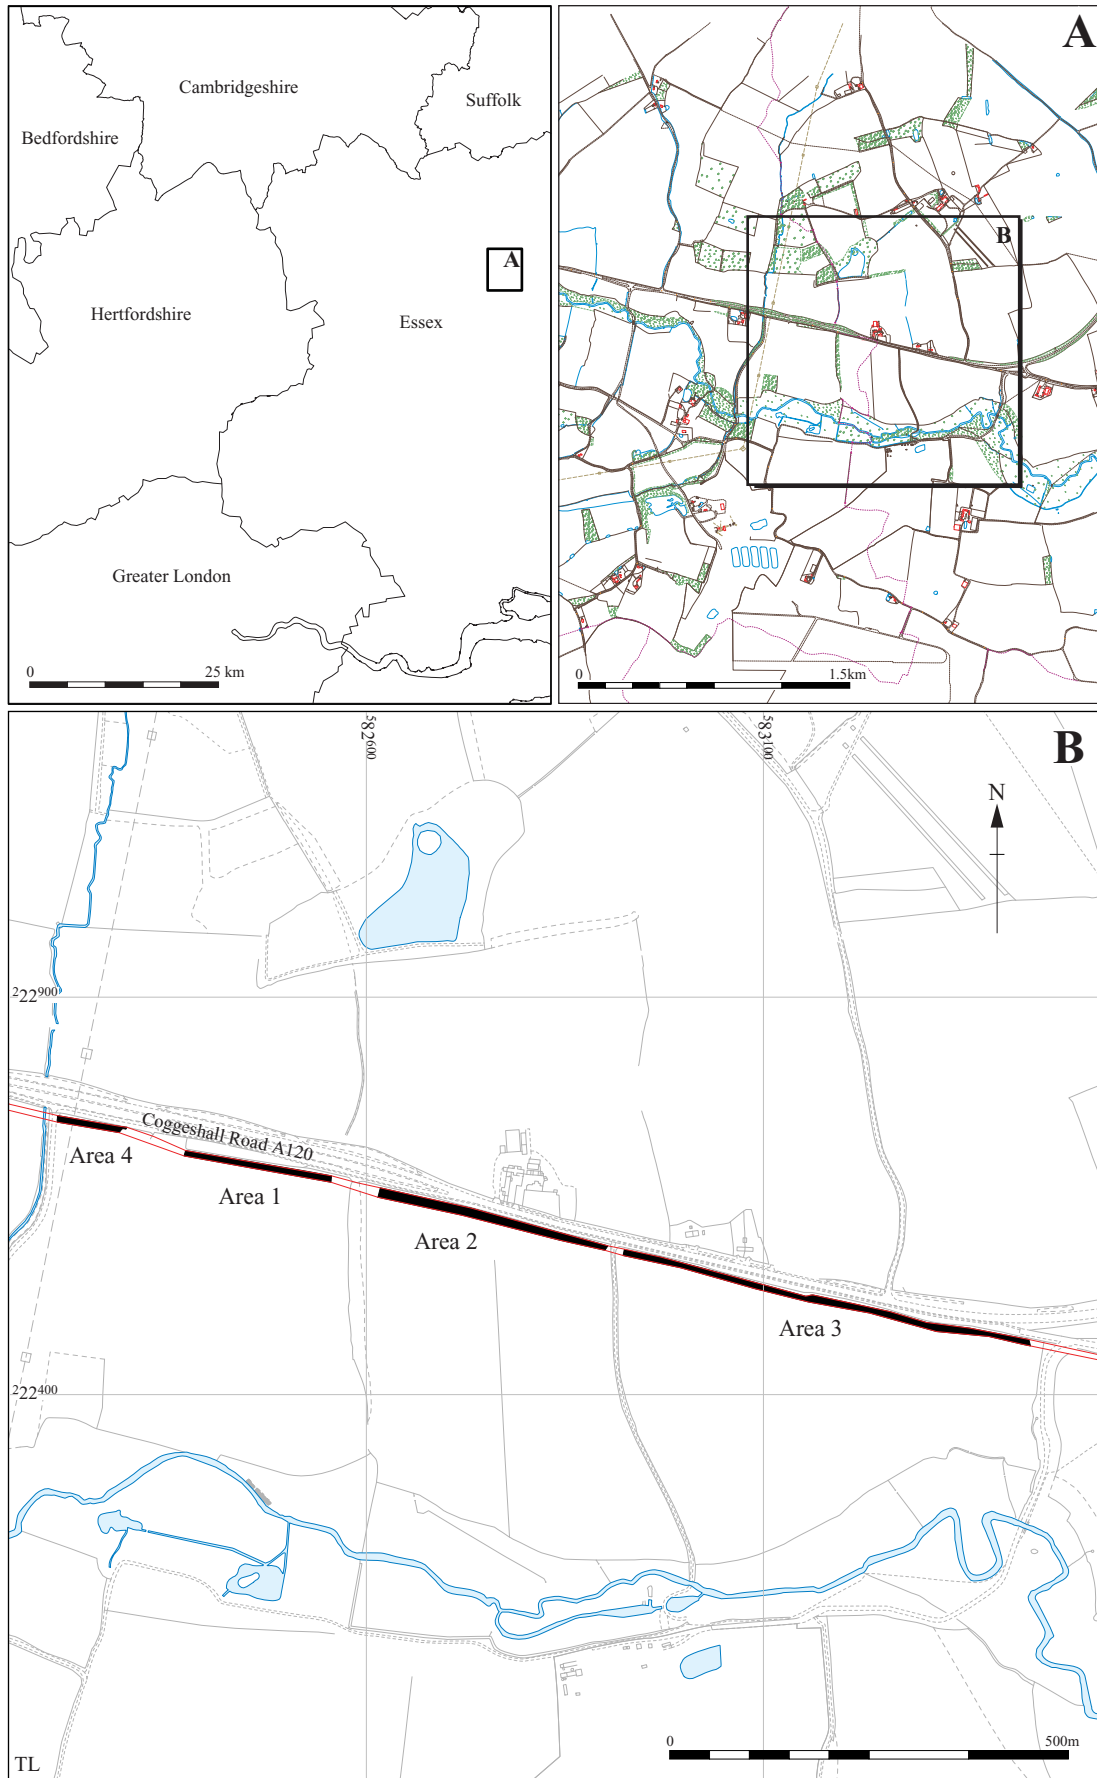 Cambridgeshire
Suffolk
Bedfordshire
A
Hertfordshire
Essex
Greater London
0 25 km
A
B
0 1.5km
B
582600
583100
N
222900
Coggeshall Road A120
Area 4
Area 1
Area 2
Area 3
222400
0 500m
TL